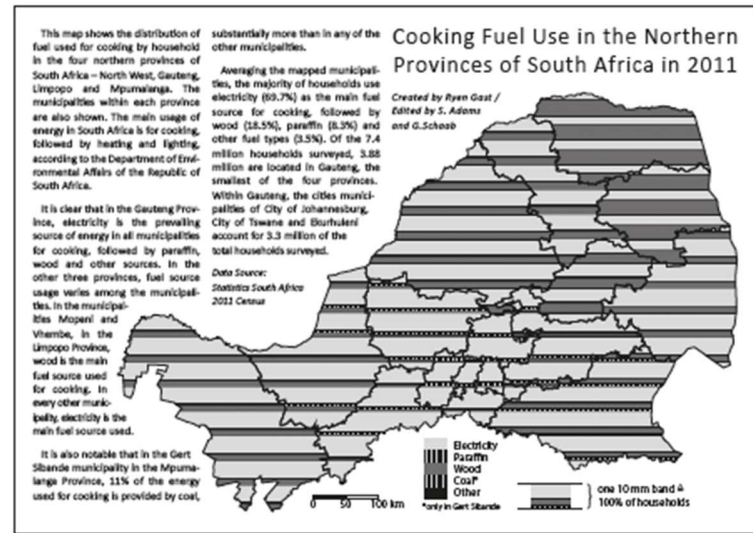 This map shows the distribution of
fuel used for cooking by household
in the four northern provinces of
South Africa – North West, Gauteng,
Limpopo and Mpumalanga. The
municipalities within each province
are also shown. The main usage of
energy in South Africa is for cooking,
followed by heating and lighting,
according to the Department of Envi-
ronmental Affairs of the Republic of
South Africa.
It is clear that in the Gauteng Prov-
ince, electricity is the prevailing
source of energy in all municipalities
for cooking, followed by paraffin,
wood and other sources. In the
other three provinces, fuel source
usage varies among the municipali-
ties. In the municipal-
ities Mopani and
Vhembe, in the
Limpopo Province,
wood is the main
fuel source used
for cooking. In
every other munic-
ipality, electricity is the
main fuel source used.
It is also notable that in the Gert
Sibande municipality in the Mpuma-
langa Province, 11% of the energy
used for cooking is provided by coal,
substantially more than in any of the
other municipalities.
Averaging the mapped municipali-
ties, the majority of households use
electricity (69.7%) as the main fuel
source for cooking, followed by
wood (18.5%), paraffin (8.3%) and
other fuel types (3.5%). Of the 7.4
million households surveyed, 3.88
million are located in Gauteng, the
smallest of the four provinces.
Within Gauteng, the cities munici-
palities of City of Johannesburg,
City of Tswane and Ekurhuleni
account for 3.3 million of the
total households surveyed.
Data Source:
Statistics South Africa
2011 Census
Cooking Fuel Use in the Northern
Provinces of South Africa in 2011
Created by Ryen Gast /
Edited by S. Adams
and G.Schaab
Electricity
Paraffin
Wood
Coal*
Other
*only in Gert Sibande
0 50 100 km
one 10 mm band ≙
100% of households